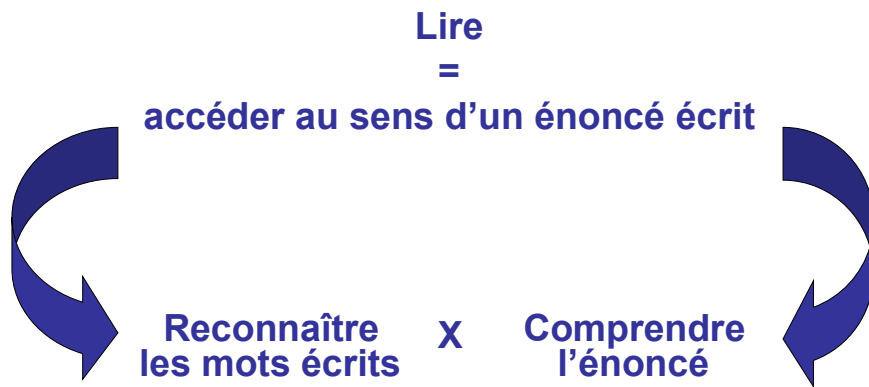 Lire
=
accéder au sens d’un énoncé écrit
Reconnaître
les mots écrits
X
Comprendre
l’énoncé